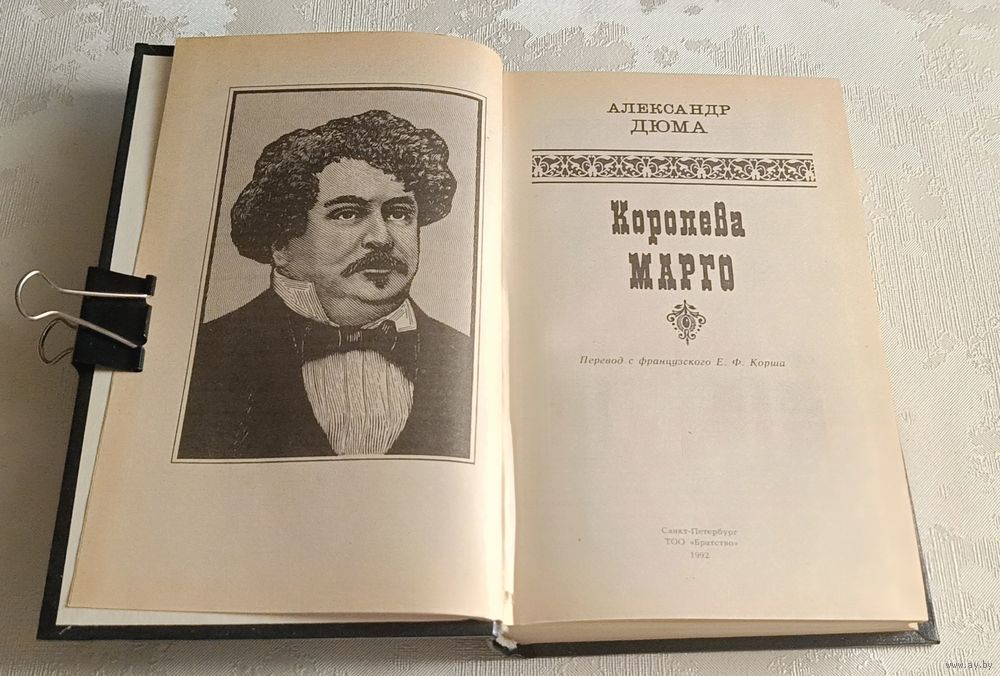 АЛЕКСАНДР
ДЮМА
Королева
МАРГО
Перевод с французского Е. Ф. Корша
Санкт-Петербург
ТОО «Братство»
1992
www.ay.by